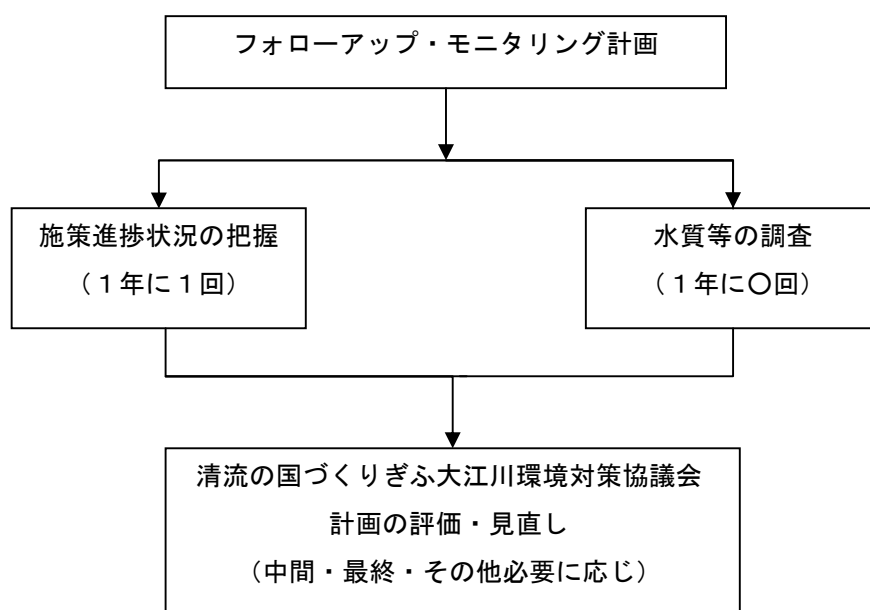 フォローアップ・モニタリング計画
施策進捗状況の把握
（１年に１回）
水質等の調査
（１年に〇回）
清流の国づくりぎふ大江川環境対策協議会
計画の評価・見直し
（中間・最終・その他必要に応じ）